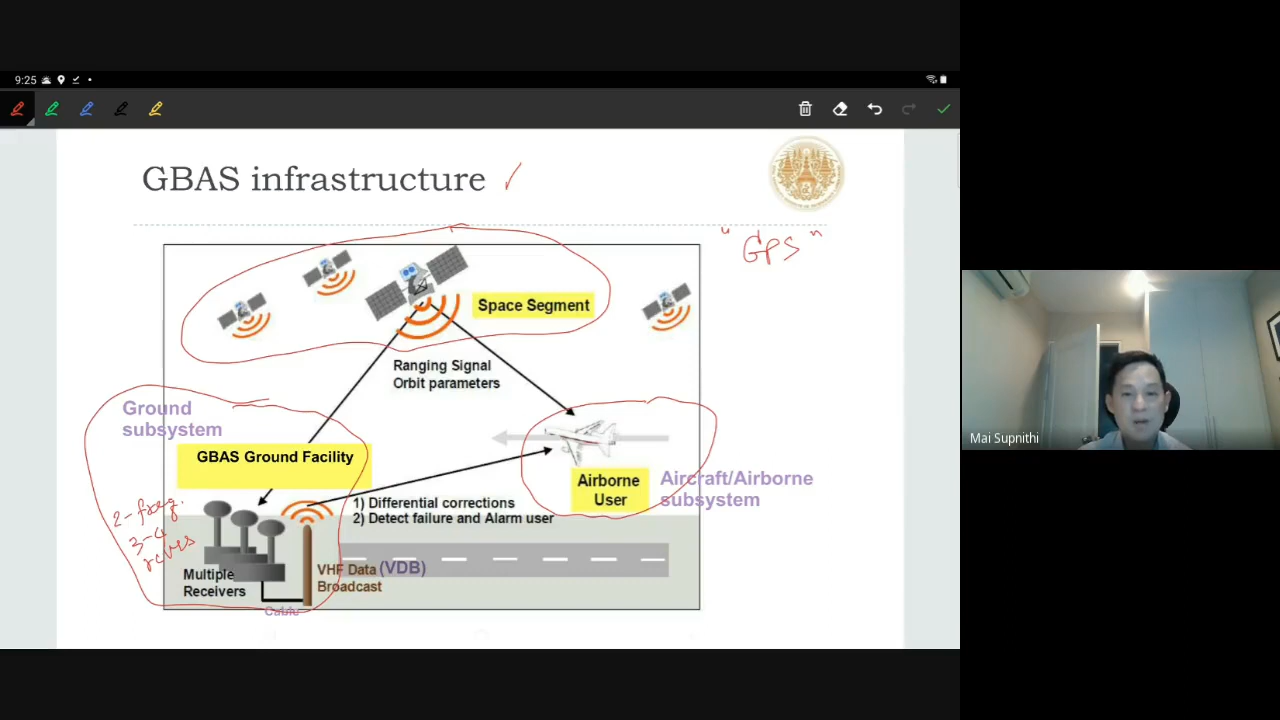 9:25
GBAS infrastructure
"GPS"
Space Segment
Ranging Signal
Orbit parameters
Ground
subsystem
GBAS Ground Facility
Airborne
User
Aircraft/Airborne
subsystem
2-freq.
3-4
rcvrs
1) Differential corrections
2) Detect failure and Alarm user
Multiple
Receivers
VHF Data (VDB)
Broadcast
Cable
Mai Supnithi